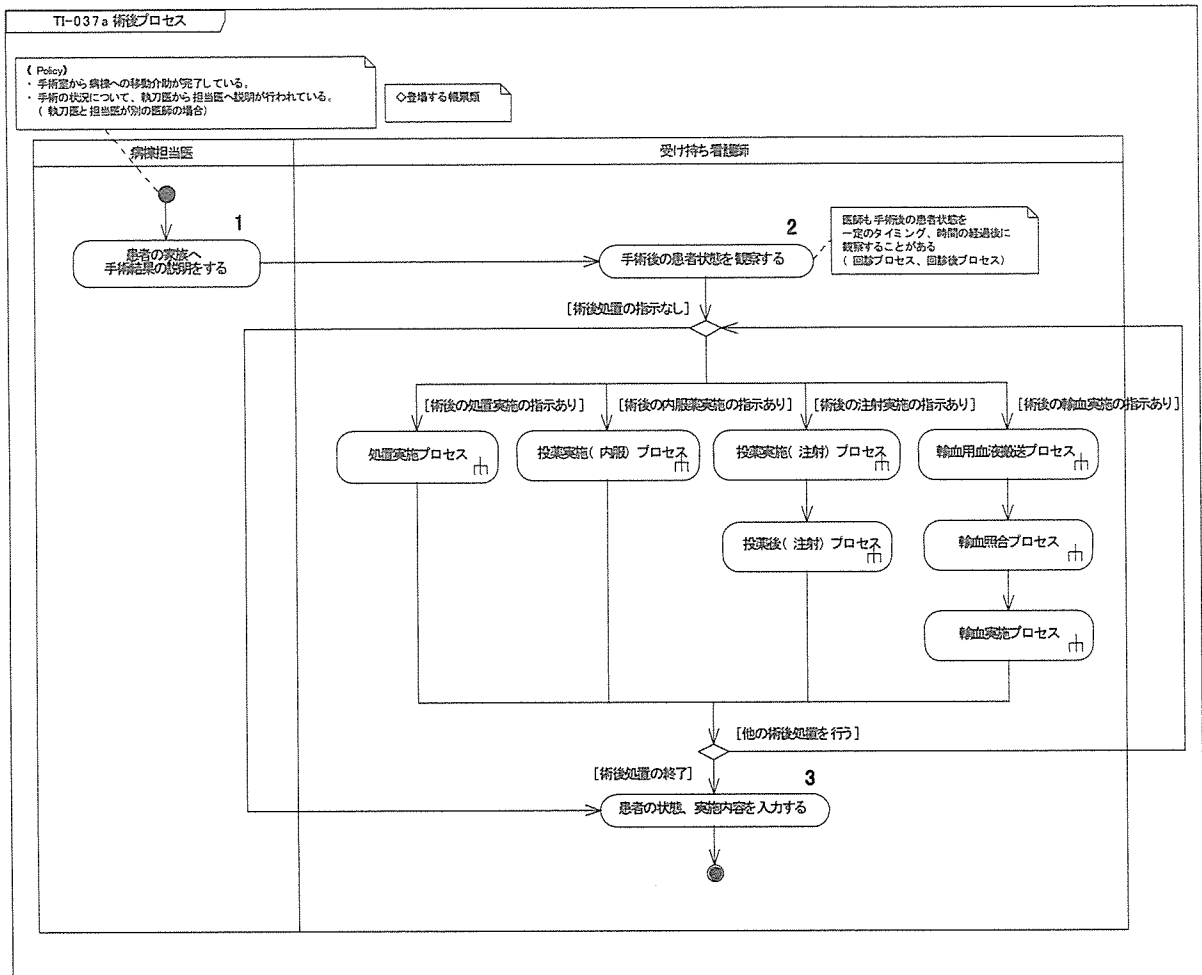 TI-037a 術後プロセス
《 Policy》
・ 手術室から 病棟への移動介助が完了している。
・ 手術の状況について、執刀医から 担当医へ説明が行われている。
( 執刀医と 担当医が別の医師の場合)
◇登場する帳票類
病棟担当医
受け持ち看護師
1
患者の家族へ
手術結果の説明をする
2
手術後の患者状態を観察する
医師も手術後の患者状態を
一定のタイミング、時間の経過後に
観察することがある
( 回診プロセス、回診後プロセス)
[術後処置の指示なし]
[術後の処置実施の指示あり]
[術後の内服薬実施の指示あり]
[術後の注射実施の指示あり]
[術後の輸血実施の指示あり]
処置実施プロセス
投薬実施( 内服) プロセス
投薬実施( 注射) プロセス
輸血用血液搬送プロセス
投薬後( 注射) プロセス
輸血照合プロセス
輸血実施プロセス
[他の術後処置を 行う]
[術後処置の終了]
3
患者の状態、実施内容を入力する